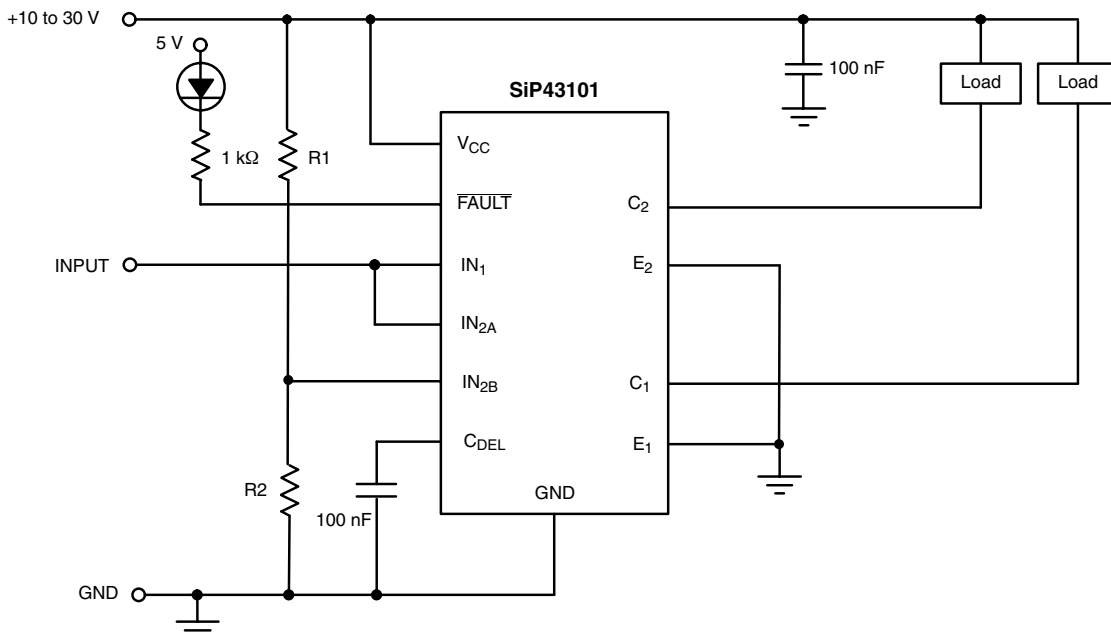 +10 to 30 V
5 V
100 nF
Load
Load
SiP43101
VCC
1 kΩ
R1
FAULT
C2
INPUT
IN1
E2
IN2A
IN2B
C1
CDEL
E1
R2
GND
100 nF
GND